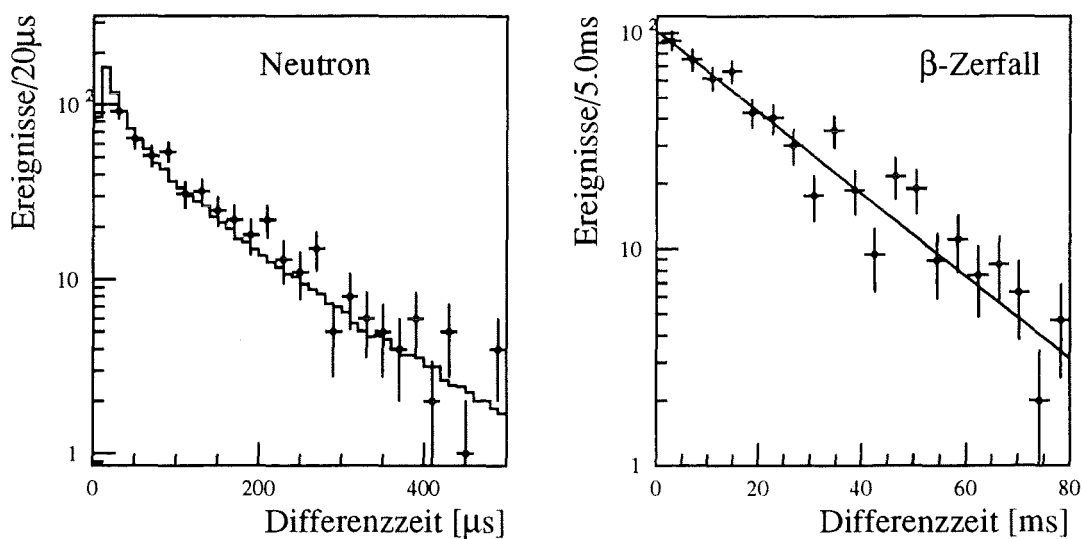 Ereignisse/20μs
Neutron
10²
10
1
0
200
400
Differenzzeit [μs]
Ereignisse/5.0ms
β-Zerfall
10²
10
1
0
20
40
60
80
Differenzzeit [ms]